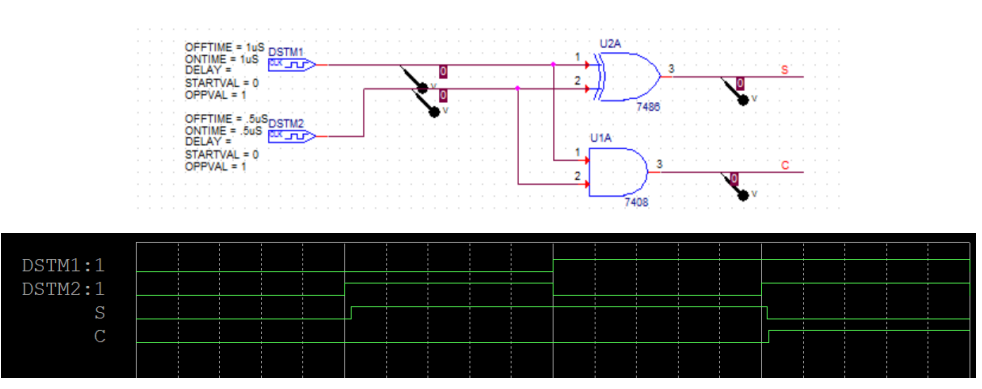 OFFTIME = 1uS DSTM1
ONTIME = 1uS CLK
DELAY =
STARTVAL = 0
OPPVAL = 1
OFFTIME = .5uS DSTM2
ONTIME = .5uS CLK
DELAY =
STARTVAL = 0
OPPVAL = 1
0
V
0
V
U2A
1
2
3
7486
S
0
V
U1A
1
2
3
7408
C
0
V
DSTM1:1
DSTM2:1
S
C